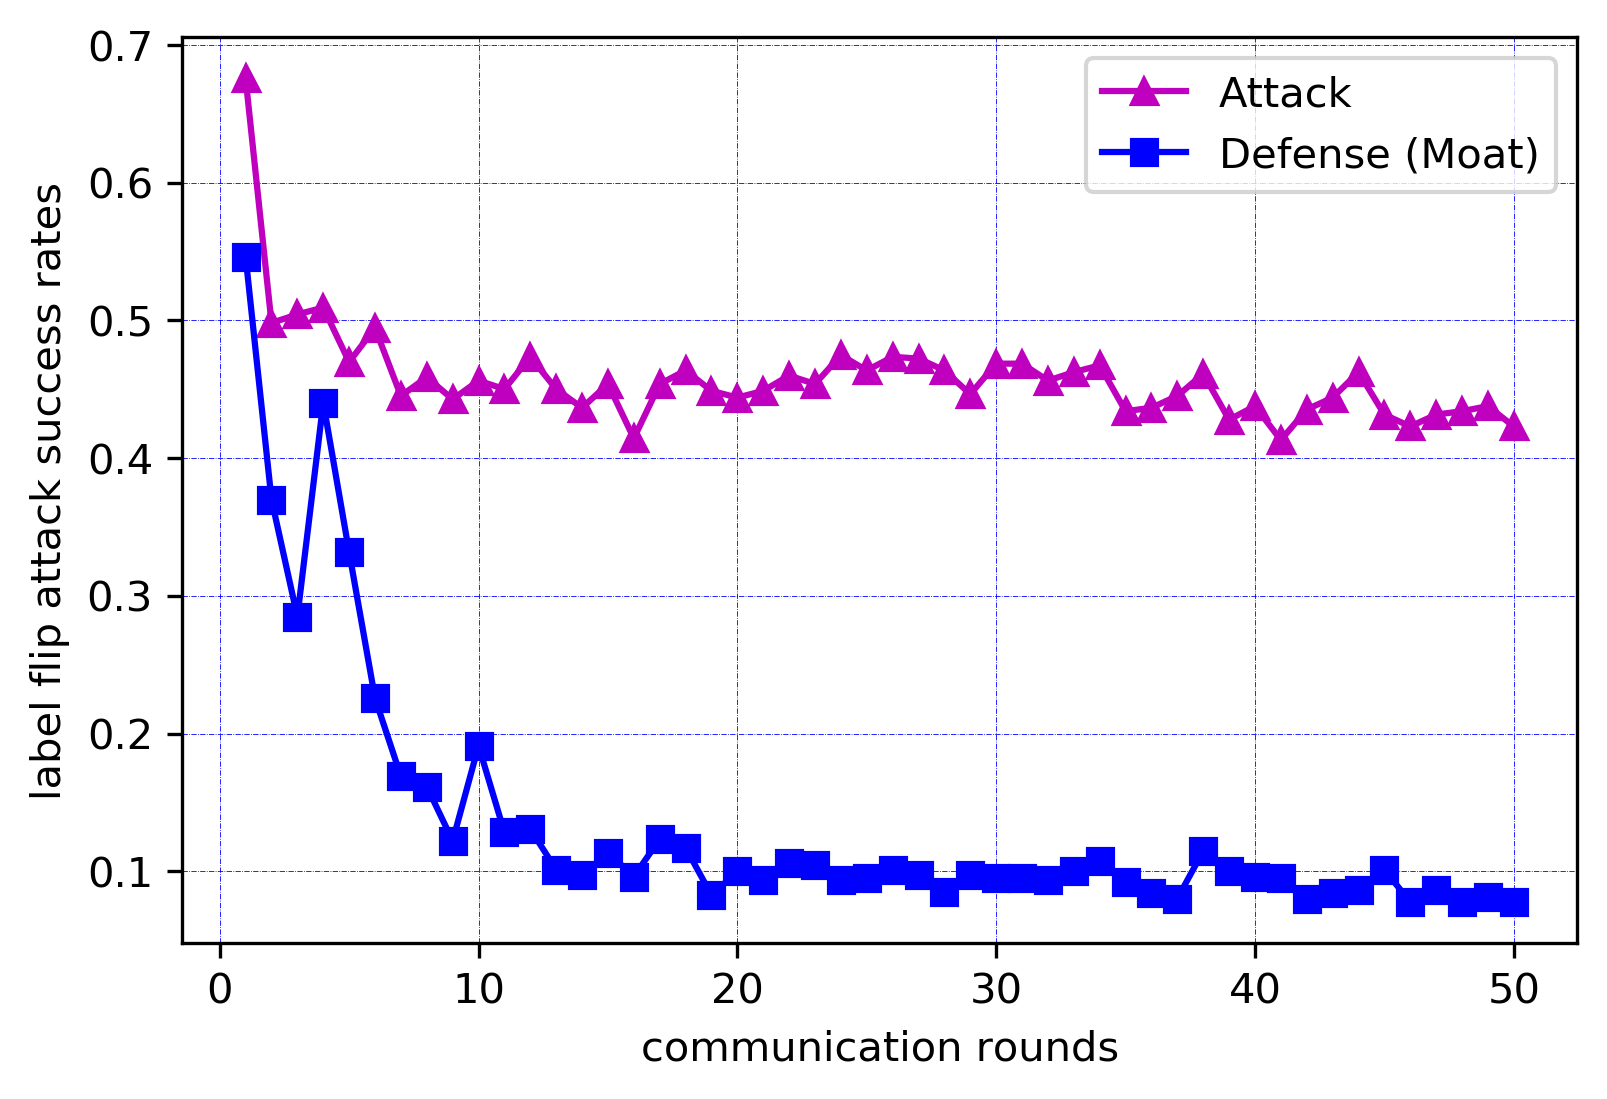 label flip attack success rates
0.7
0.6
0.5
0.4
0.3
0.2
0.1
Attack
Defense (Moat)
0 10 20 30 40 50
communication rounds